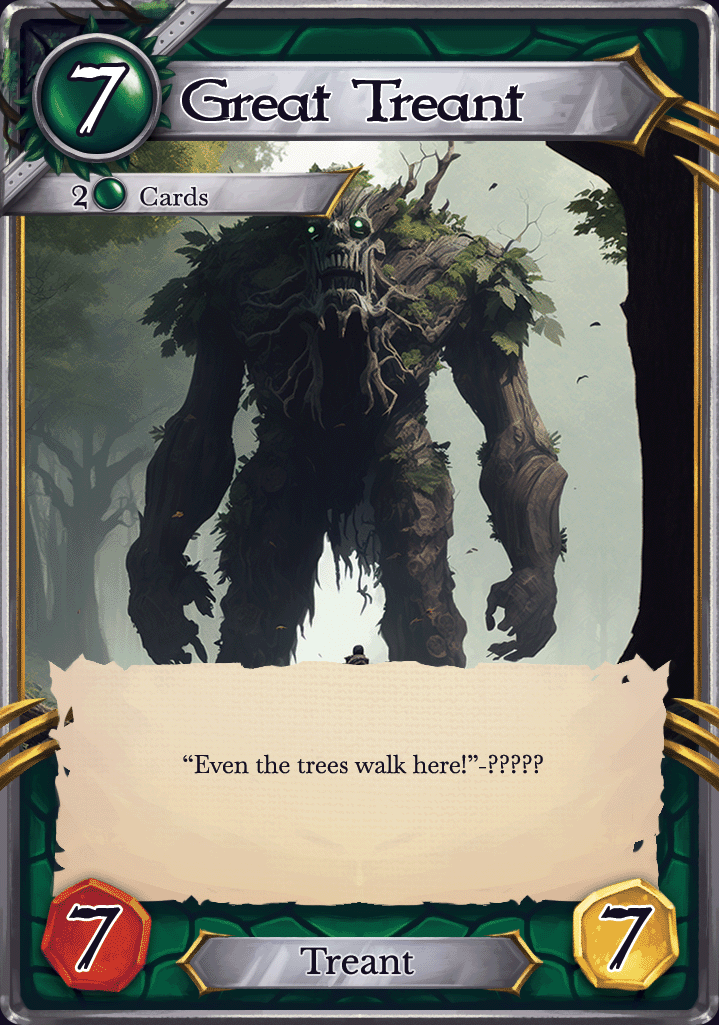 7
Great Treant
2 Cards
“Even the trees walk here!”-?????
7
Treant
7